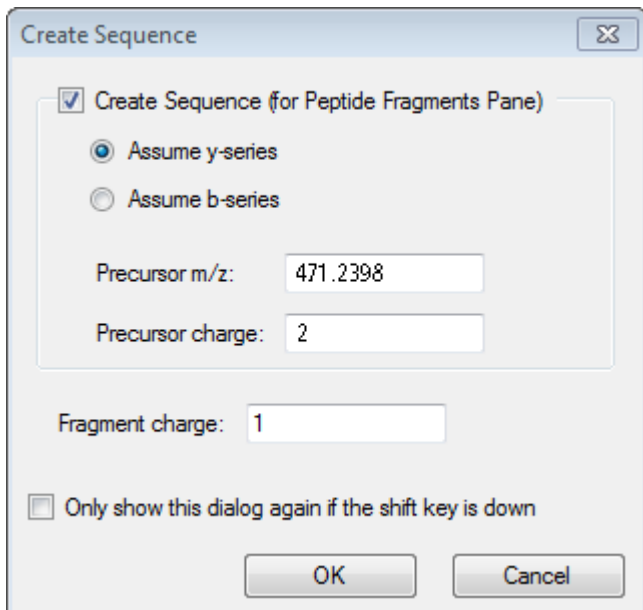 Create Sequence
Create Sequence (for Peptide Fragments Pane)
Assume y-series
Assume b-series
Precursor m/z: 471.2398
Precursor charge: 2
Fragment charge: 1
Only show this dialog again if the shift key is down
OK Cancel